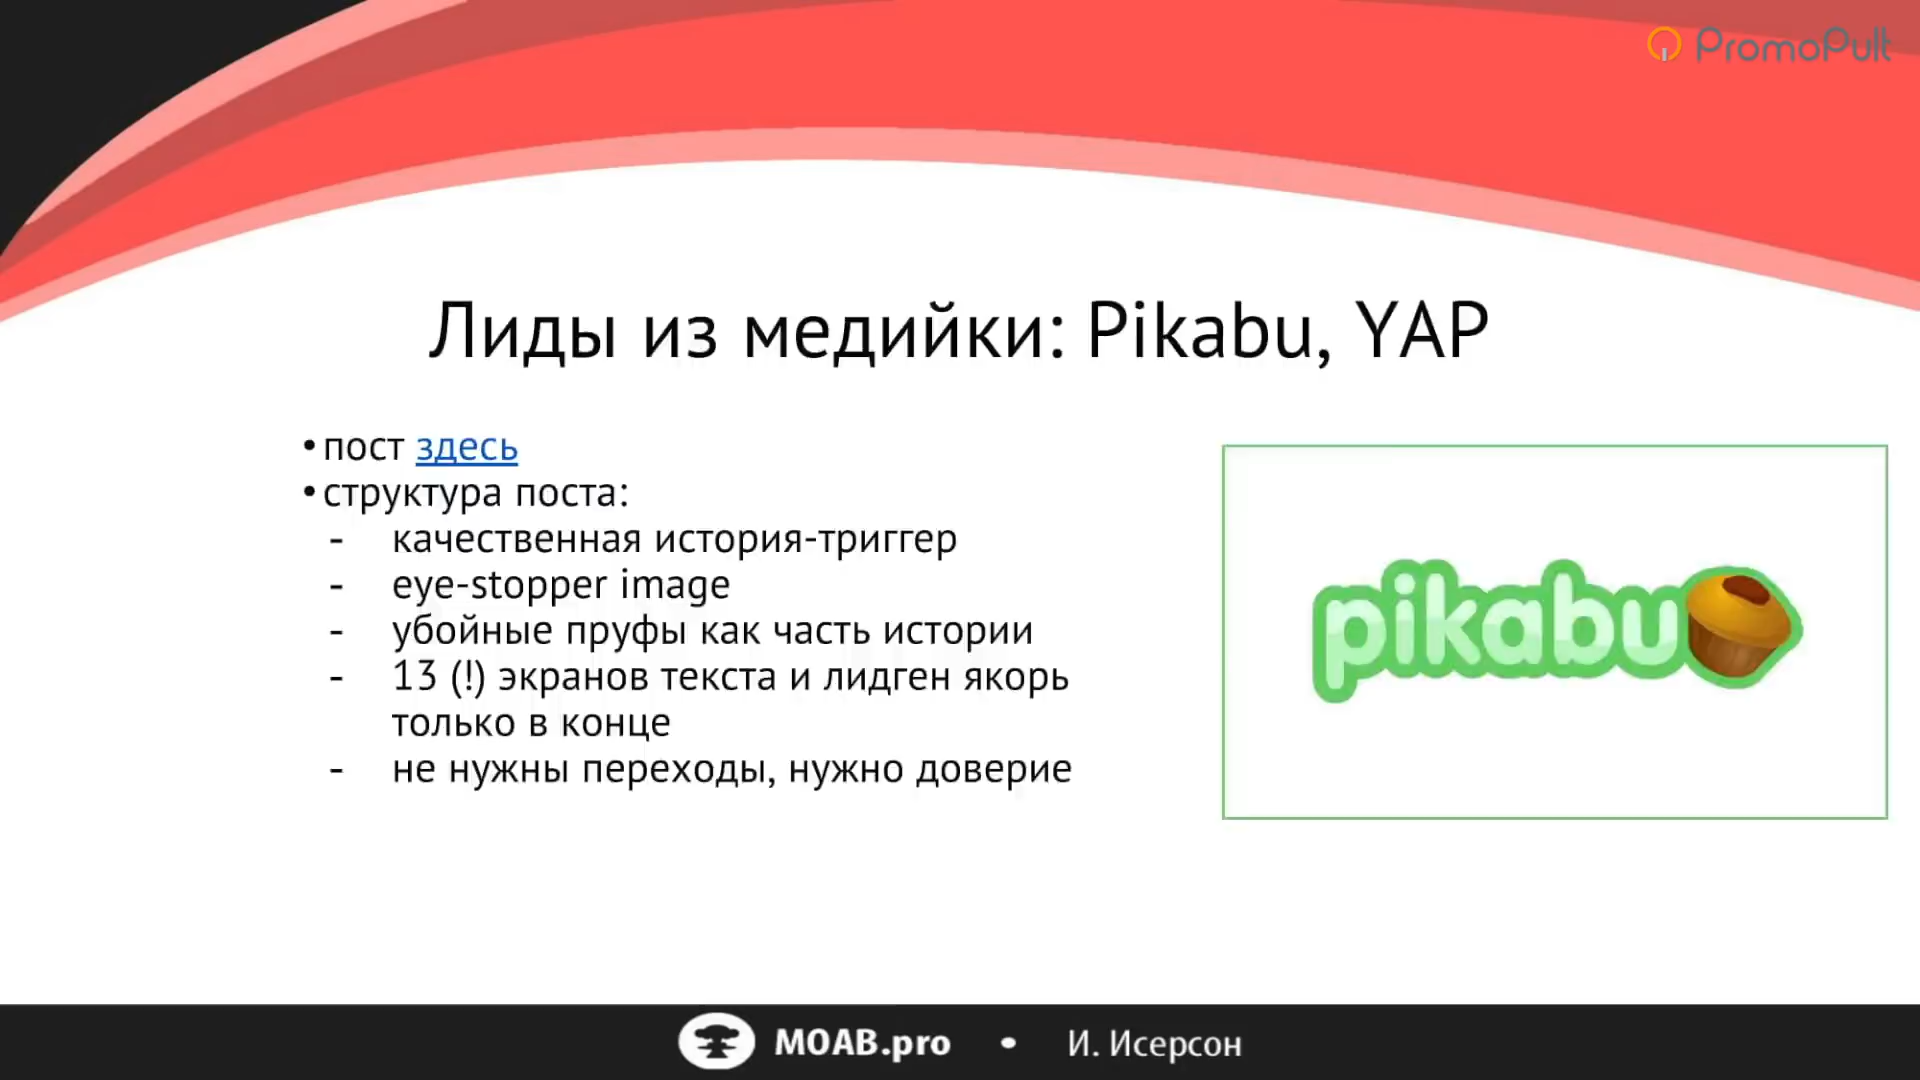 PromoPult
Лиды из медийки: Pikabu, YAP
•пост здесь
•структура поста:
- качественная история-триггер
- eye-stopper image
- убойные пруфы как часть истории
- 13 (!) экранов текста и лидген якорь
только в конце
- не нужны переходы, нужно доверие
pikabu
MOAB.pro • И. Исерсон